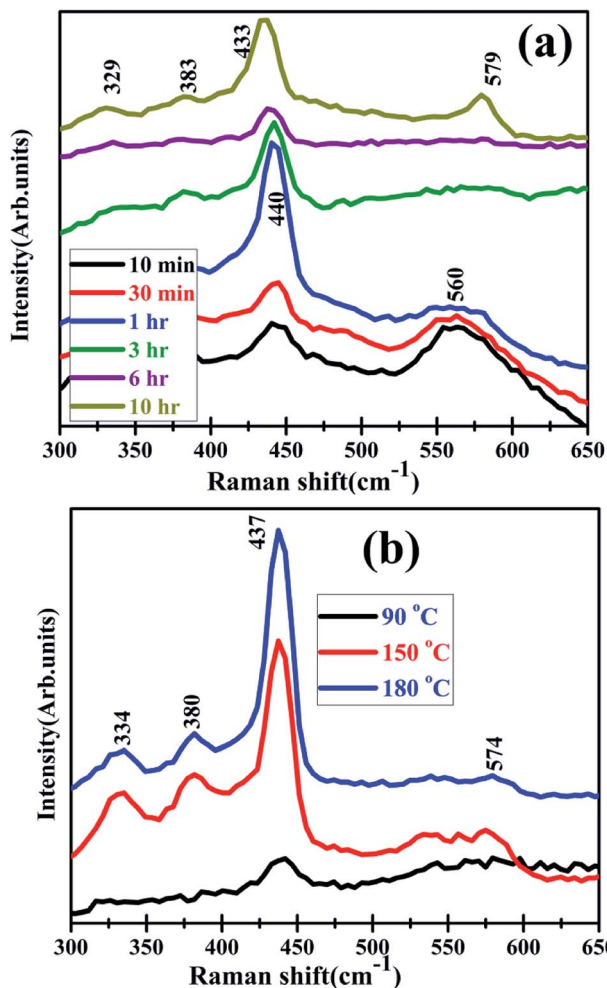 (a)
329
383
433
579
440
560
10 min
30 min
1 hr
3 hr
6 hr
10 hr
Intensity(Arb.units)
300 350 400 450 500 550 600 650
Raman shift(cm-1)
(b)
437
334
380
574
90 °C
150 °C
180 °C
Intensity(Arb.units)
300 350 400 450 500 550 600
Raman shift(cm-1)